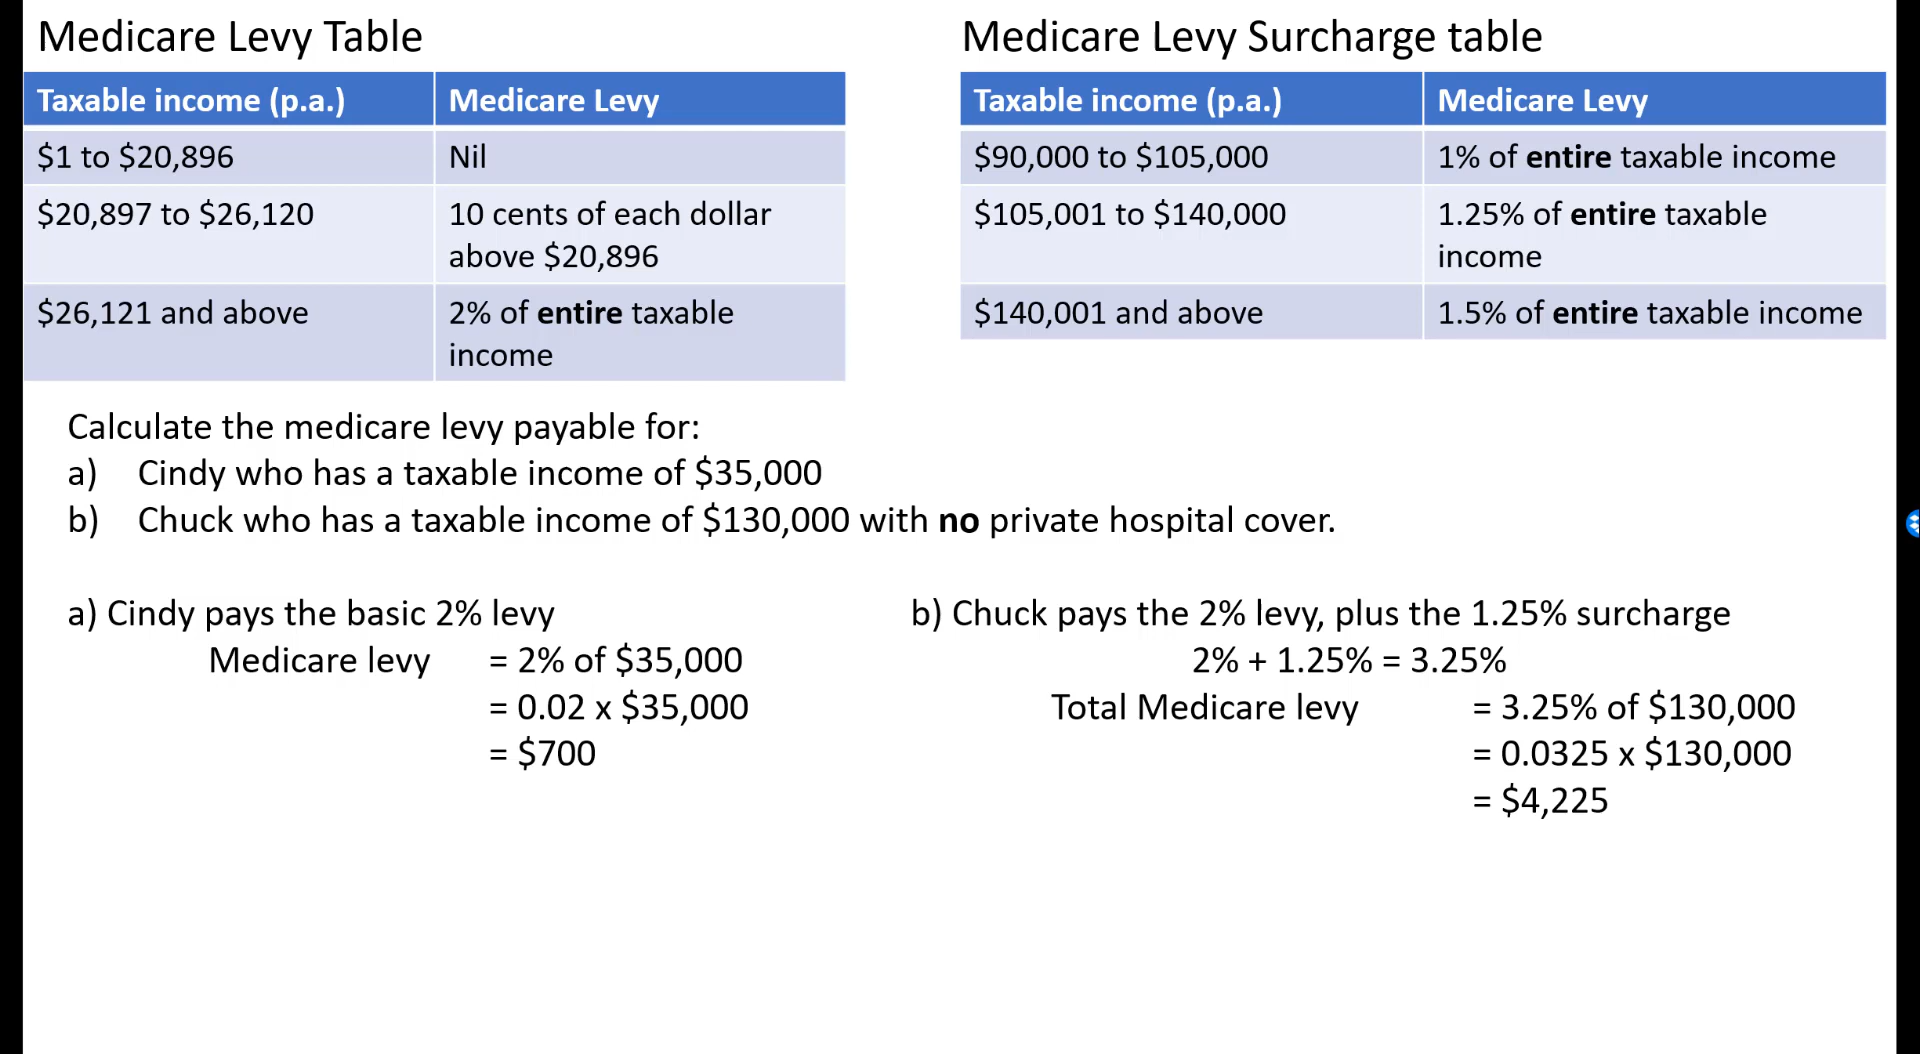 Medicare Levy Table
Taxable income (p.a.) Medicare Levy
$1 to $20,896 Nil
$20,897 to $26,120 10 cents of each dollar
above $20,896
$26,121 and above 2% of entire taxable
income
Medicare Levy Surcharge table
Taxable income (p.a.) Medicare Levy
$90,000 to $105,000 1% of entire taxable income
$105,001 to $140,000 1.25% of entire taxable
income
$140,001 and above 1.5% of entire taxable income
Calculate the medicare levy payable for:
a) Cindy who has a taxable income of $35,000
b) Chuck who has a taxable income of $130,000 with no private hospital cover.
a) Cindy pays the basic 2% levy
Medicare levy = 2% of $35,000
= 0.02 x $35,000
= $700
b) Chuck pays the 2% levy, plus the 1.25% surcharge
2% + 1.25% = 3.25%
Total Medicare levy = 3.25% of $130,000
= 0.0325 x $130,000
= $4,225